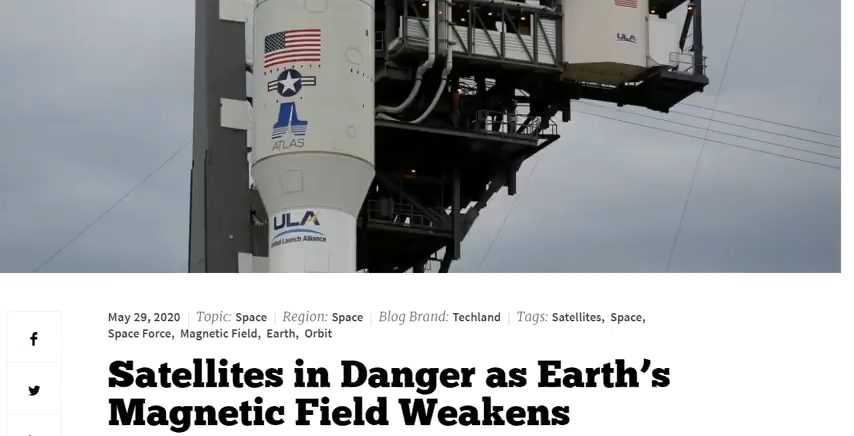 ULA
ATLAS
ULA
United Launch Alliance
May 29, 2020 | Topic: Space | Region: Space | Blog Brand: Techland | Tags: Satellites, Space,
Space Force, Magnetic Field, Earth, Orbit
Satellites in Danger as Earth's
Magnetic Field Weakens